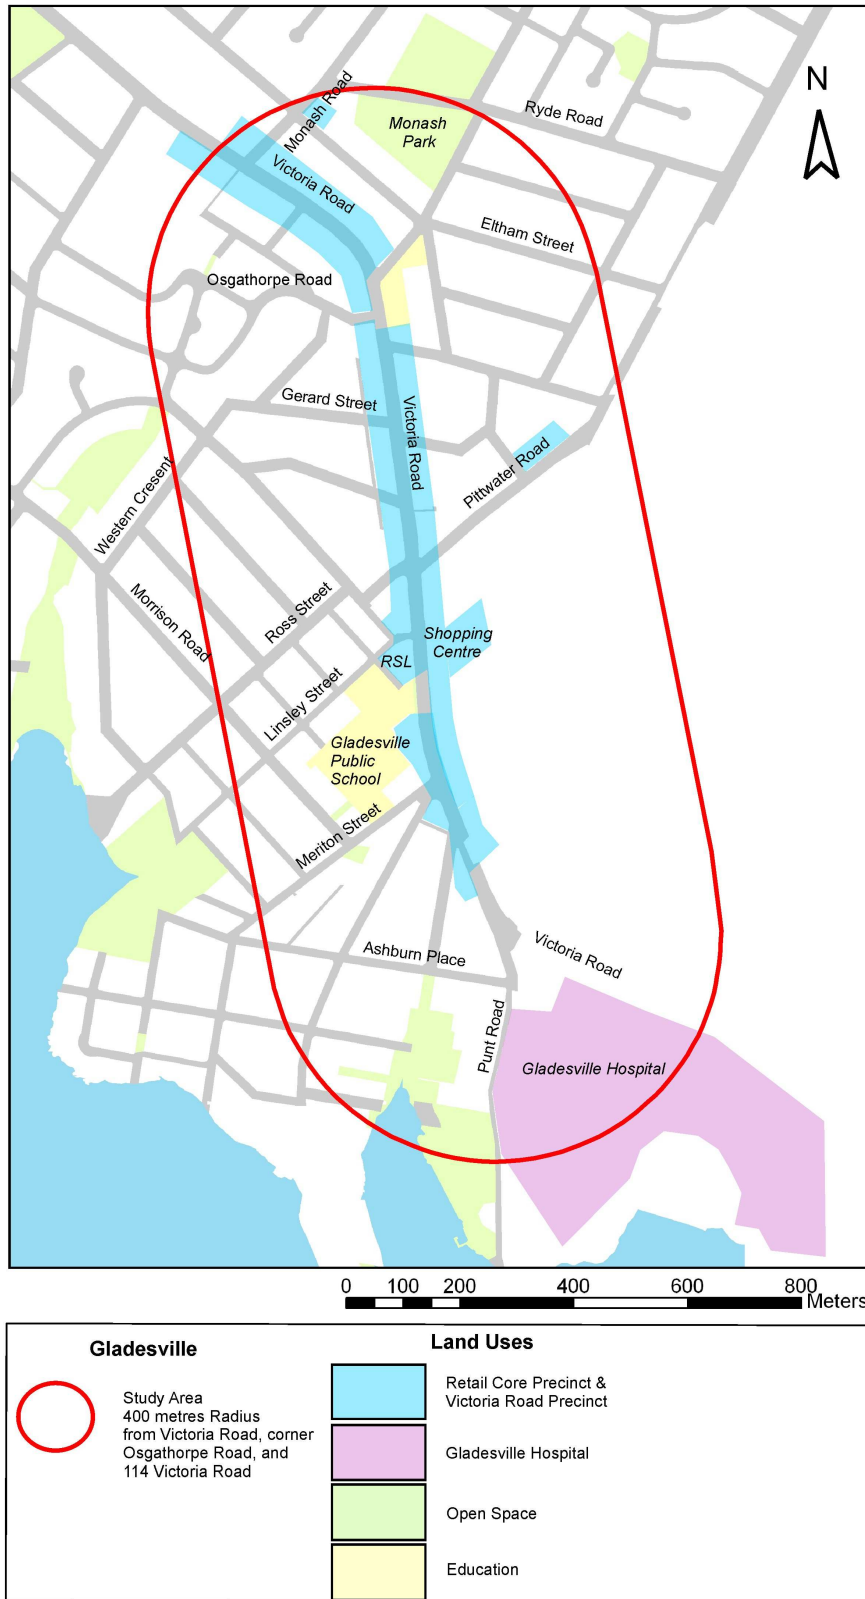 N
Monash Road
Ryde Road
Monash
Park
Victoria Road
Eltham Street
Osgathorpe Road
Gerard Street
Victoria Road
Pittwater Road
Western Cresent
Ross Street
Morrison Road
Shopping
Centre
RSL
Linsley Street
Gladesville
Public
School
Meriton Street
Ashburn Place
Victoria Road
Punt Road
Gladesville Hospital
0 100 200 400 600 800
Meters
Gladesville
Study Area
400 metres Radius
from Victoria Road, corner
Osgathorpe Road, and
114 Victoria Road
Land Uses
Retail Core Precinct &
Victoria Road Precinct
Gladesville Hospital
Open Space
Education